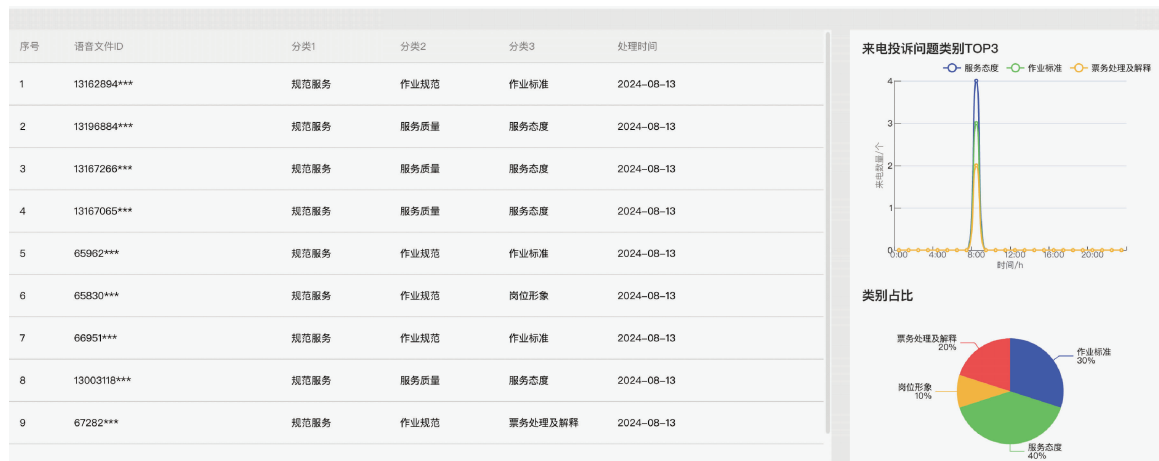 序号 语音文件ID 分类1 分类2 分类3 处理时间
1 13162894*** 规范服务 作业规范 作业标准 2024-08-13
2 13196884*** 规范服务 服务质量 服务态度 2024-08-13
3 13167266*** 规范服务 服务质量 服务态度 2024-08-13
4 13167065*** 规范服务 服务质量 服务态度 2024-08-13
5 65962*** 规范服务 作业规范 作业标准 2024-08-13
6 65830*** 规范服务 作业规范 岗位形象 2024-08-13
7 66951*** 规范服务 作业规范 作业标准 2024-08-13
8 13003118*** 规范服务 服务质量 服务态度 2024-08-13
9 67282*** 规范服务 作业规范 票务处理及解释 2024-08-13
来电投诉问题类别TOP3
服务态度 作业标准 票务处理及解释
4
3
2
1
0
来电数量/个
0:00 4:00 8:00 12:00 16:00 20:00
时间/h
类别占比
票务处理及解释
20%
作业标准
30%
岗位形象
10%
服务态度
40%